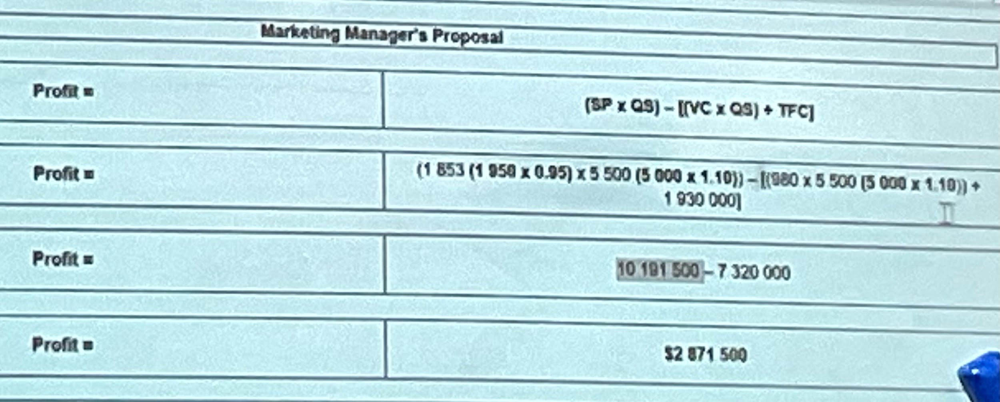 Marketing Manager's Proposal
Profit =
(SP x QS) – [(VC x QS) + TFC]
Profit =
(1 853 (1 950 x 0.95) x 5 500 (5 000 x 1.10)) – [(980 x 5 500 (5 000 x 1.10)) +
1 930 000]
Profit =
10 191 500 – 7 320 000
Profit =
$2 871 500